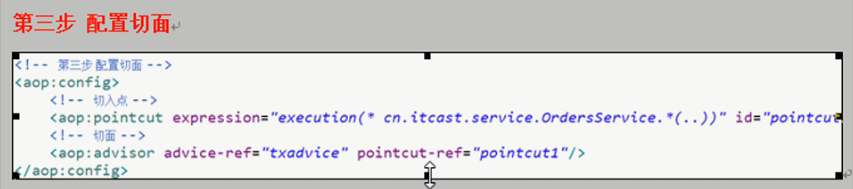 第三步 配置切面
<!-- 第三步 配置切面 -->
<aop:config>
<!-- 切入点 -->
<aop:pointcut expression="execution(* cn.itcast.service.OrdersService.*(..))" id="pointcut
<!-- 切面 -->
<aop:advisor advice-ref="txadvice" pointcut-ref="pointcut1"/>
</aop:config>